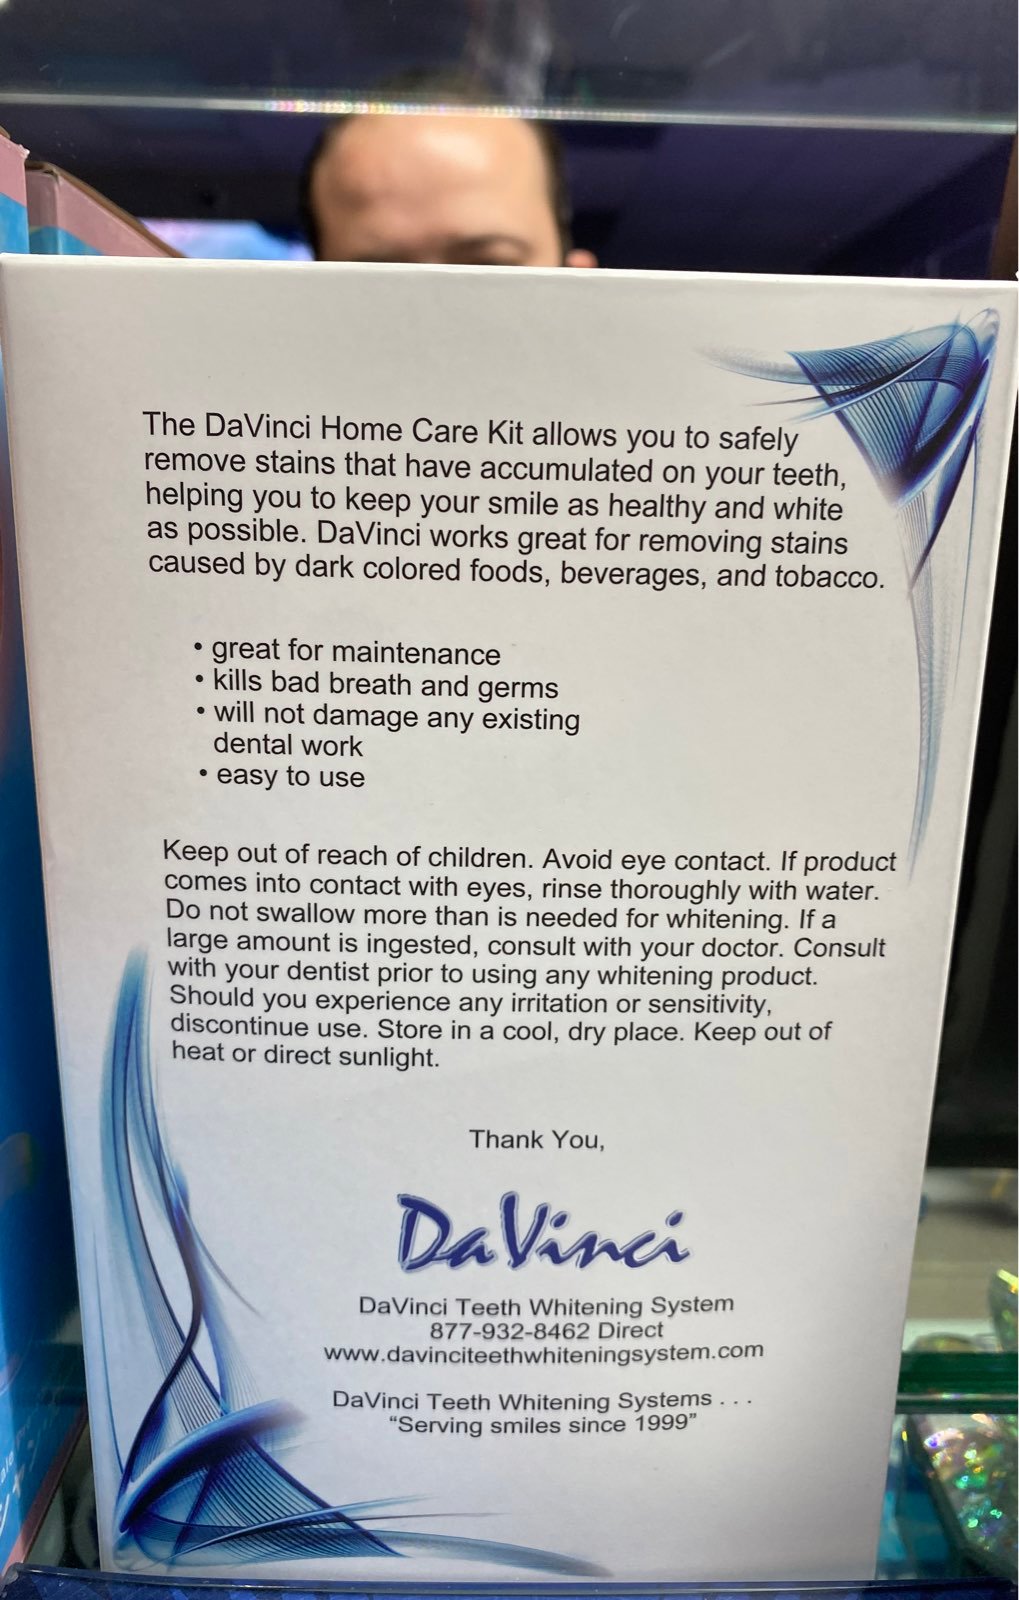 The DaVinci Home Care Kit allows you to safely
remove stains that have accumulated on your teeth,
helping you to keep your smile as healthy and white
as possible. DaVinci works great for removing stains
caused by dark colored foods, beverages, and tobacco.
• great for maintenance
• kills bad breath and germs
• will not damage any existing
dental work
• easy to use
Keep out of reach of children. Avoid eye contact. If product
comes into contact with eyes, rinse thoroughly with water.
Do not swallow more than is needed for whitening. If a
large amount is ingested, consult with your doctor. Consult
with your dentist prior to using any whitening product.
Should you experience any irritation or sensitivity,
discontinue use. Store in a cool, dry place. Keep out of
heat or direct sunlight.
Thank You,
DaVinci
DaVinci Teeth Whitening System
877-932-8462 Direct
www.davinciteethwhiteningsystem.com
DaVinci Teeth Whitening Systems . . .
“Serving smiles since 1999”